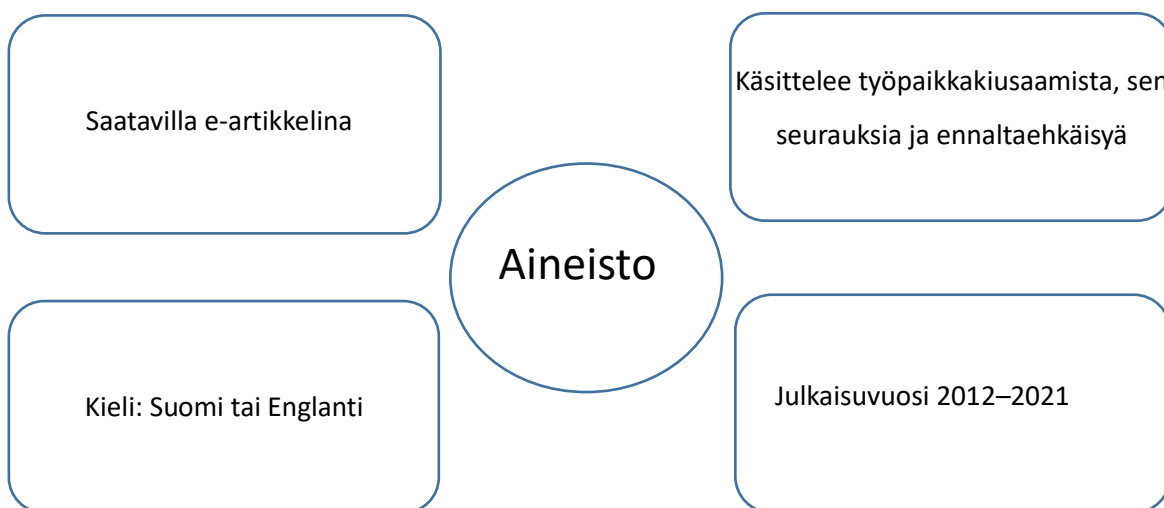 Saatavilla e-artikkelina
Käsittelee työpaikkakiusaamista, sen
seurauksia ja ennaltaehkäisyä
Aineisto
Kieli: Suomi tai Englanti
Julkaisuvuosi 2012–2021